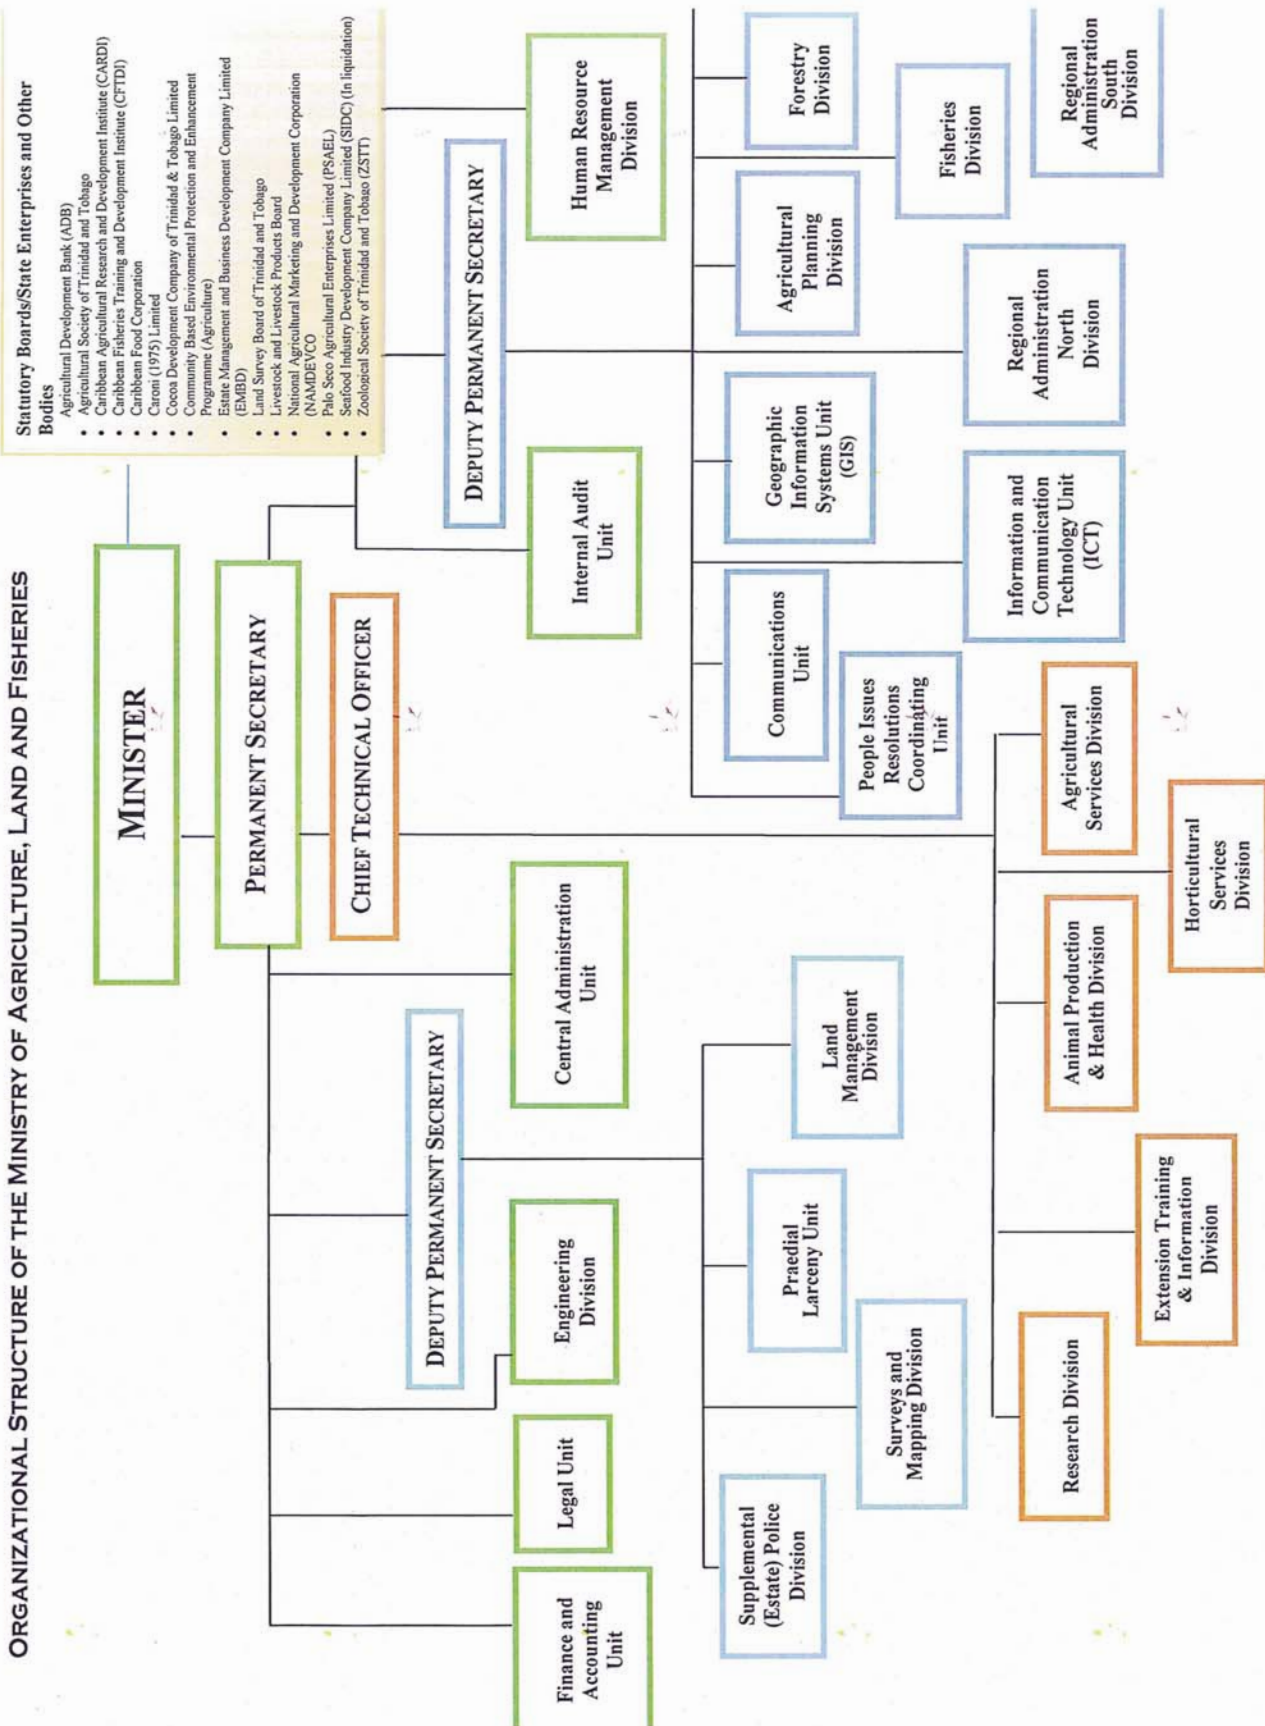 ORGANIZATIONAL STRUCTURE OF THE MINISTRY OF AGRICULTURE, LAND AND FISHERIES
MINISTER
Statutory Boards/State Enterprises and Other
Bodies
Agricultural Development Bank (ADB)
• Agricultural Society of Trinidad and Tobago
• Caribbean Agricultural Research and Development Institute (CARDI)
• Caribbean Fisheries Training and Development Institute (CFTDI)
• Caribbean Food Corporation
• Caroni (1975) Limited
• Cocoa Development Company of Trinidad & Tobago Limited
• Community Based Environmental Protection and Enhancement
Programme (Agriculture)
• Estate Management and Business Development Company Limited
(EMBD)
• Land Survey Board of Trinidad and Tobago
• Livestock and Livestock Products Board
• National Agricultural Marketing and Development Corporation
(NAMDEVCO
• Palo Seco Agricultural Enterprises Limited (PSAEL)
• Seafood Industry Development Company Limited (SIDC) (In liquidation)
• Zoological Society of Trinidad and Tobago (ZSTT)
PERMANENT SECRETARY
CHIEF TECHNICAL OFFICER
DEPUTY PERMANENT SECRETARY
DEPUTY PERMANENT SECRETARY
Finance and
Accounting
Unit
Legal Unit
Engineering
Division
Central Administration
Unit
Internal Audit
Unit
Human Resource
Management
Division
Supplemental
(Estate) Police
Division
Praedial
Larceny Unit
Land
Management
Division
Surveys and
Mapping Division
Communications
Unit
Geographic
Information
Systems Unit
(GIS)
Agricultural
Planning
Division
Forestry
Division
People Issues
Resolutions
Coordinating
Unit
Fisheries
Division
Information and
Communication
Technology Unit
(ICT)
Regional
Administration
North
Division
Regional
Administration
South
Division
Research Division
Animal Production
& Health Division
Agricultural
Services Division
Extension Training
& Information
Division
Horticultural
Services
Division